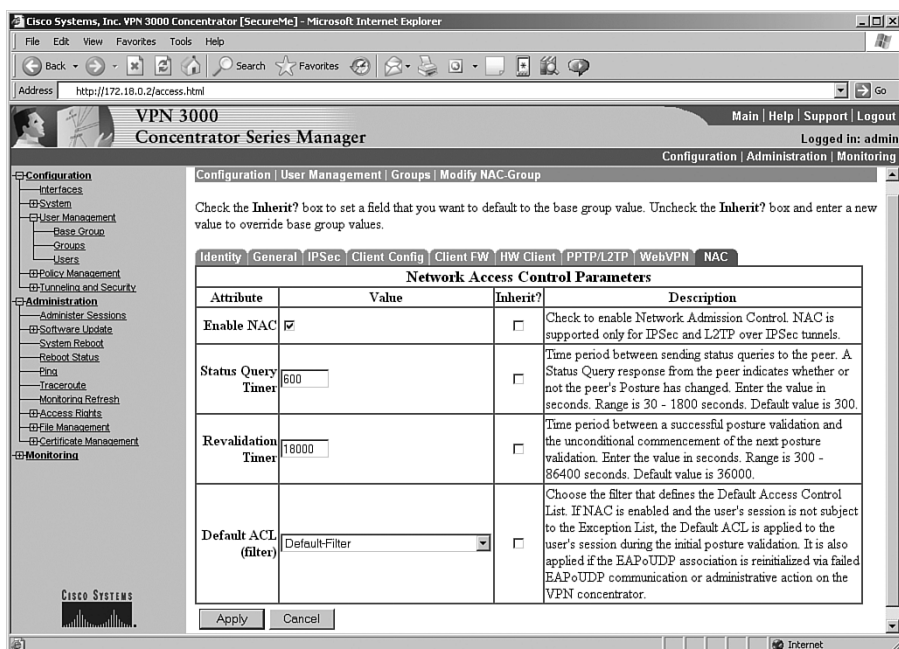 Cisco Systems, Inc. VPN 3000 Concentrator [SecureMe] - Microsoft Internet Explorer
File Edit View Favorites Tools Help
Back Search Favorites
Address http://172.18.0.2/access.html Go
VPN 3000
Concentrator Series Manager
Main | Help | Support | Logout
Logged in: admin
Configuration | Administration | Monitoring
Configuration
Interfaces
System
User Management
Base Group
Groups
Users
Policy Management
Tunneling and Security
Administration
Administer Sessions
Software Update
System Reboot
Reboot Status
Ping
Traceroute
Monitoring Refresh
Access Rights
File Management
Certificate Management
Monitoring
CISCO SYSTEMS
Configuration | User Management | Groups | Modify NAC-Group
Check the Inherit? box to set a field that you want to default to the base group value. Uncheck the Inherit? box and enter a new
value to override base group values.
Identity General IPSec Client Config Client FW HW Client PPTP/L2TP WebVPN NAC
Network Access Control Parameters
Attribute Value Inherit? Description
Enable NAC
Check to enable Network Admission Control. NAC is
supported only for IPSec and L2TP over IPSec tunnels.
Status Query
Timer
600
Time period between sending status queries to the peer. A
Status Query response from the peer indicates whether or
not the peer's Posture has changed. Enter the value in
seconds. Range is 30 - 1800 seconds. Default value is 300.
Revalidation
Timer
18000
Time period between a successful posture validation and
the unconditional commencement of the next posture
validation. Enter the value in seconds. Range is 300 -
86400 seconds. Default value is 36000.
Default ACL
(filter)
Default-Filter
Choose the filter that defines the Default Access Control
List. If NAC is enabled and the user's session is not subject
to the Exception List, the Default ACL is applied to the
user's session during the initial posture validation. It is also
applied if the EAPoUDP association is reinitialized via failed
EAPoUDP communication or administrative action on the
VPN concentrator.
Apply Cancel
Internet